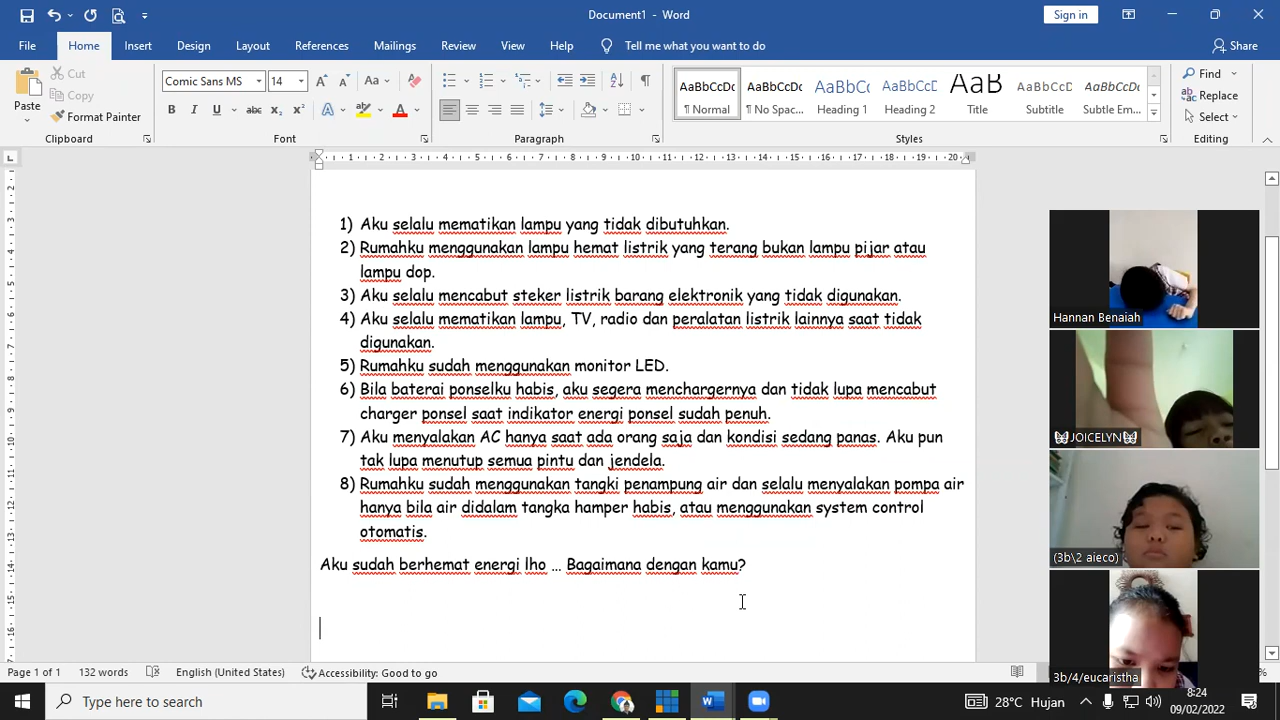 Document1 - Word
Sign in
File Home Insert Design Layout References Mailings Review View Help Tell me what you want to do Share
Paste
Cut
Copy
Format Painter
Clipboard
Comic Sans MS 14
Font
Paragraph
AaBbCcDc AaBbCcDc AaBbCc AaBbCcD AaB AaBbCcD AaBbCcDc
¶ Normal ¶ No Spac... Heading 1 Heading 2 Title Subtitle Subtle Em...
Styles
Find
Replace
Select
Editing
1) Aku selalu mematikan lampu yang tidak dibutuhkan.
2) Rumahku menggunakan lampu hemat listrik yang terang bukan lampu pijar atau
lampu dop.
3) Aku selalu mencabut steker listrik barang elektronik yang tidak digunakan.
4) Aku selalu mematikan lampu, TV, radio dan peralatan listrik lainnya saat tidak
digunakan.
5) Rumahku sudah menggunakan monitor LED.
6) Bila baterai ponselku habis, aku segera menchargernya dan tidak lupa mencabut
charger ponsel saat indikator energi ponsel sudah penuh.
7) Aku menyalakan AC hanya saat ada orang saja dan kondisi sedang panas. Aku pun
tak lupa menutup semua pintu dan jendela.
8) Rumahku sudah menggunakan tangki penampung air dan selalu menyalakan pompa air
hanya bila air didalam tangka hamper habis, atau menggunakan system control
otomatis.
Aku sudah berhemat energi lho ... Bagaimana dengan kamu?
Hannan Benaiah
JOICELYN
(3b\2 aieco)
3b/4/eucaristha
Page 1 of 1 132 words English (United States) Accessibility: Good to go
Type here to search
28°C Hujan
8:24
09/02/2022